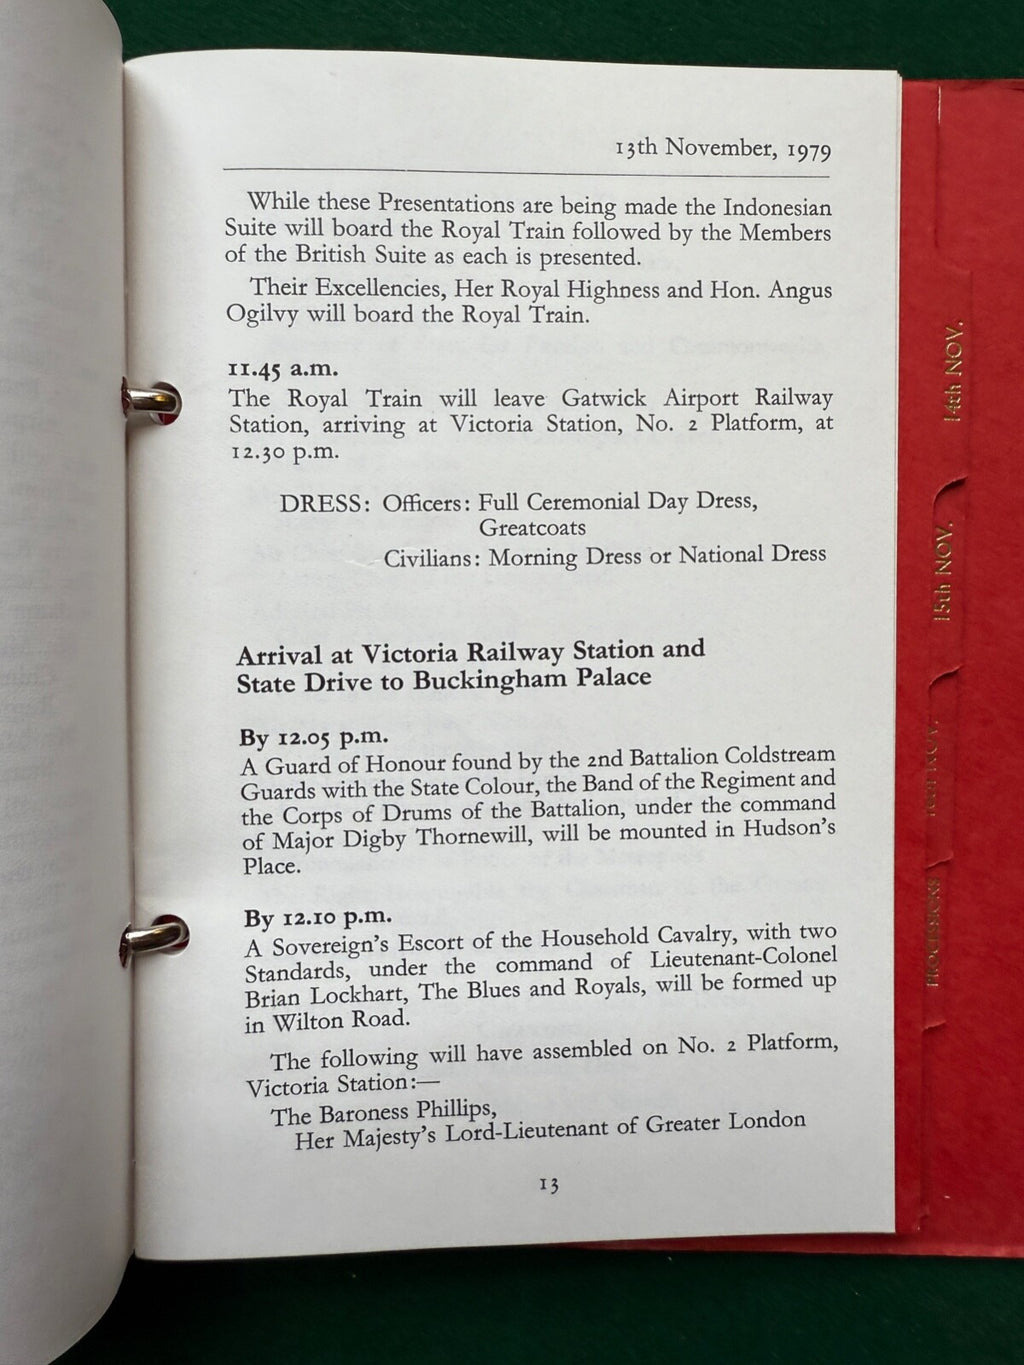 13th November, 1979
While these Presentations are being made the Indonesian
Suite will board the Royal Train followed by the Members
of the British Suite as each is presented.
Their Excellencies, Her Royal Highness and Hon. Angus
Ogilvy will board the Royal Train.
11.45 a.m.
The Royal Train will leave Gatwick Airport Railway
Station, arriving at Victoria Station, No. 2 Platform, at
12.30 p.m.
DRESS: Officers: Full Ceremonial Day Dress,
Greatcoats
Civilians: Morning Dress or National Dress
Arrival at Victoria Railway Station and
State Drive to Buckingham Palace
By 12.05 p.m.
A Guard of Honour found by the 2nd Battalion Coldstream
Guards with the State Colour, the Band of the Regiment and
the Corps of Drums of the Battalion, under the command
of Major Digby Thornewill, will be mounted in Hudson's
Place.
By 12.10 p.m.
A Sovereign's Escort of the Household Cavalry, with two
Standards, under the command of Lieutenant-Colonel
Brian Lockhart, The Blues and Royals, will be formed up
in Wilton Road.
The following will have assembled on No. 2 Platform,
Victoria Station:—
The Baroness Phillips,
Her Majesty's Lord-Lieutenant of Greater London
13
14th NOV.
15th NOV.
PROCESSIONS